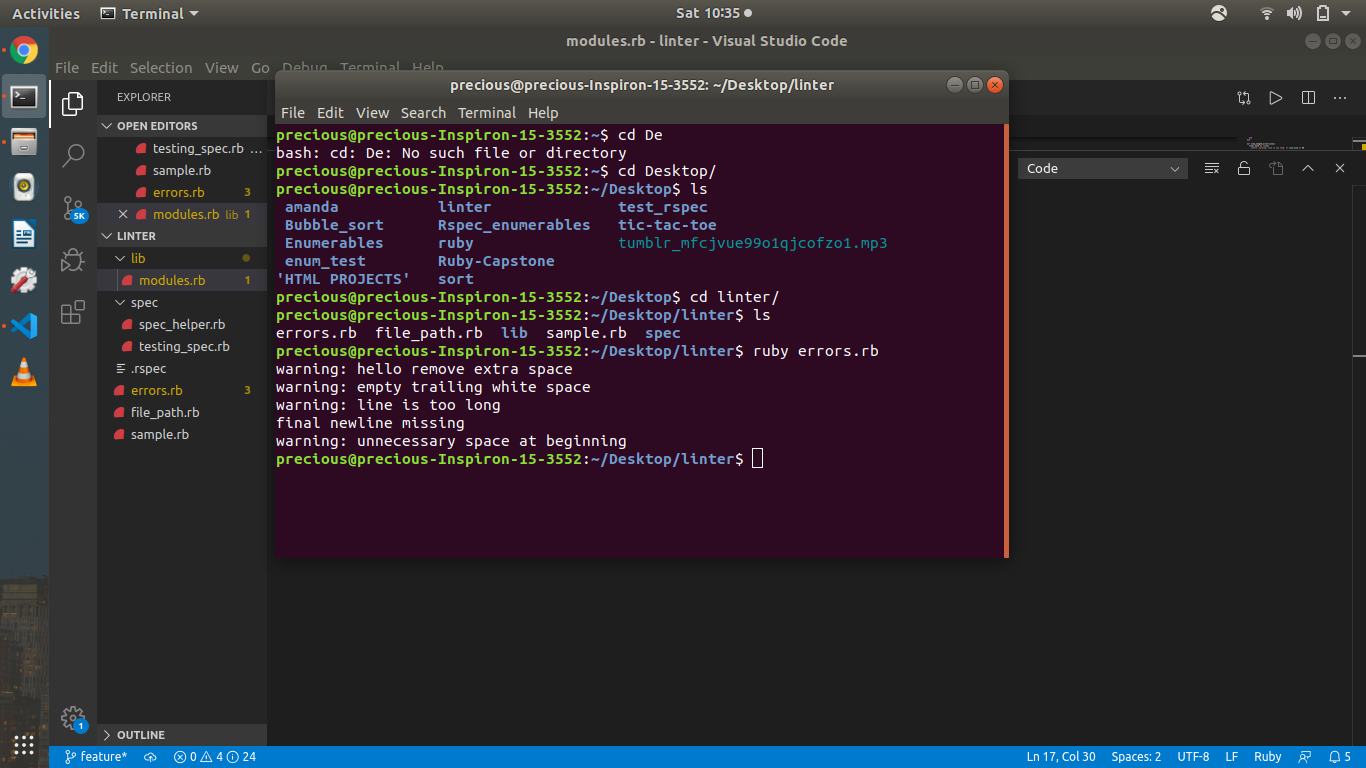 Activities Terminal Sat 10:35
modules.rb - linter - Visual Studio Code
File Edit Selection View Go Debug Terminal Help
precious@precious-Inspiron-15-3552: ~/Desktop/linter
File Edit View Search Terminal Help
precious@precious-Inspiron-15-3552:~$ cd De
bash: cd: De: No such file or directory
precious@precious-Inspiron-15-3552:~$ cd Desktop/
precious@precious-Inspiron-15-3552:~/Desktop$ ls
amanda linter test_rspec
Bubble_sort Rspec_enumerables tic-tac-toe
Enumerables ruby tumblr_mfcjvue99o1qjcofzo1.mp3
enum_test Ruby-Capstone
'HTML PROJECTS' sort
precious@precious-Inspiron-15-3552:~/Desktop$ cd linter/
precious@precious-Inspiron-15-3552:~/Desktop/linter$ ls
errors.rb file_path.rb lib sample.rb spec
precious@precious-Inspiron-15-3552:~/Desktop/linter$ ruby errors.rb
warning: hello remove extra space
warning: empty trailing white space
warning: line is too long
final newline missing
warning: unnecessary space at beginning
precious@precious-Inspiron-15-3552:~/Desktop/linter$
EXPLORER
OPEN EDITORS
testing_spec.rb ...
sample.rb
errors.rb 3
modules.rb lib 1
LINTER
lib
modules.rb 1
spec
spec_helper.rb
testing_spec.rb
.rspec
errors.rb 3
file_path.rb
sample.rb
OUTLINE
5K
1
Code
feature* 0 4 24 Ln 17, Col 30 Spaces: 2 UTF-8 LF Ruby 5